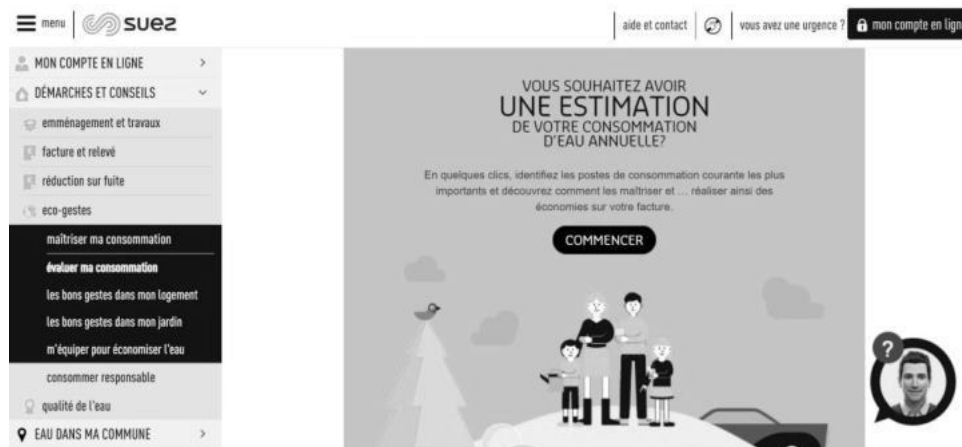 menu
suez
aide et contact
vous avez une urgence ?
mon compte en lign
MON COMPTE EN LIGNE
DÉMARCHES ET CONSEILS
emménagement et travaux
facture et relevé
réduction sur fuite
eco-gestes
maîtriser ma consommation
évaluer ma consommation
les bons gestes dans mon logement
les bons gestes dans mon jardin
m'équiper pour économiser l'eau
consommer responsable
qualité de l'eau
EAU DANS MA COMMUNE
VOUS SOUHAITEZ AVOIR
UNE ESTIMATION
DE VOTRE CONSOMMATION
D'EAU ANNUELLE?
En quelques clics, identifiez les postes de consommation courante les plus
importants et découvrez comment les maîtriser et … réaliser ainsi des
économies sur votre facture.
COMMENCER
?